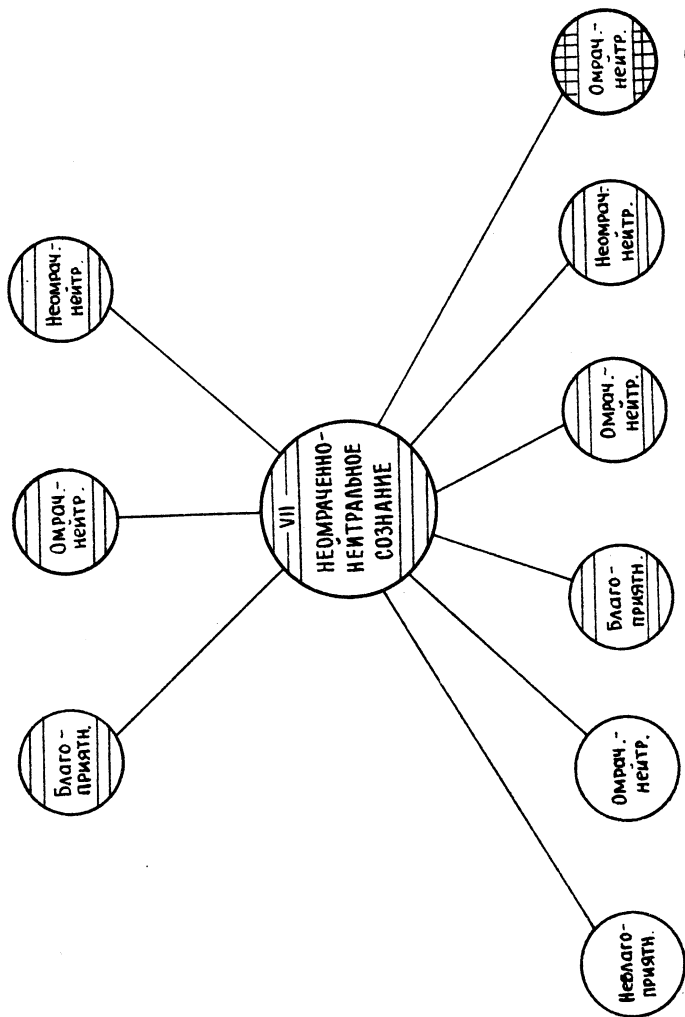 Благо-
приятн.
Омрач.-
нейтр.
Неомрач.-
нейтр.
VII
НЕОМРАЧЕННО-
НЕЙТРАЛЬНОЕ
СОЗНАНИЕ
Неблаго-
приятн.
Омрач.-
нейтр.
Благо-
приятн.
Омрач.-
нейтр.
Неомрач.-
нейтр.
Омрач.-
нейтр.